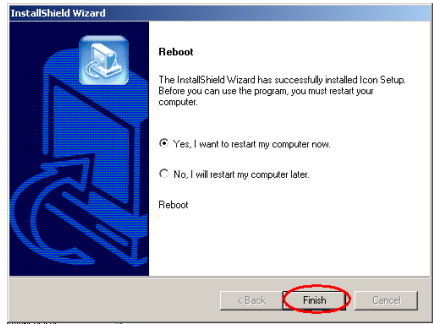 InstallShield Wizard
Reboot
The InstallShield Wizard has successfully installed Icon Setup.
Before you can use the program, you must restart your
computer.
Yes, I want to restart my computer now.
No, I will restart my computer later.
Reboot
< Back Finish Cancel